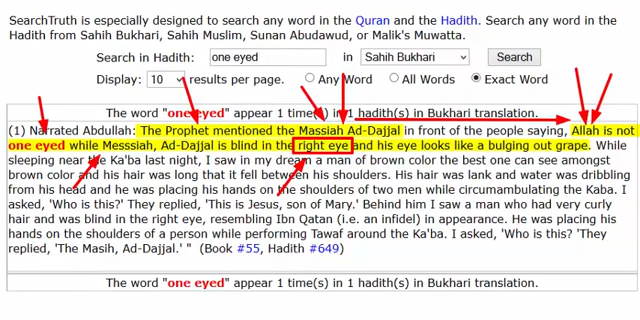 SearchTruth is especially designed to search any word in the Quran and the Hadith. Search any word in the
Hadith from Sahih Bukhari, Sahih Muslim, Sunan Abudawud, or Malik's Muwatta.
Search in Hadith: one eyed in Sahih Bukhari Search
Display: 10 results per page. Any Word All Words Exact Word
The word "one eyed" appear 1 time(s) in 1 hadith(s) in Bukhari translation.
(1) Narrated Abdullah: The Prophet mentioned the Massiah Ad-Dajjal in front of the people saying, Allah is not
one eyed while Messsiah, Ad-Dajjal is blind in the right eye and his eye looks like a bulging out grape. While
sleeping near the Ka'ba last night, I saw in my dream a man of brown color the best one can see amongst
brown color and his hair was long that it fell between his shoulders. His hair was lank and water was dribbling
from his head and he was placing his hands on the shoulders of two men while circumambulating the Kaba. I
asked, 'Who is this?' They replied, 'This is Jesus, son of Mary.' Behind him I saw a man who had very curly
hair and was blind in the right eye, resembling Ibn Qatan (i.e. an infidel) in appearance. He was placing his
hands on the shoulders of a person while performing Tawaf around the Ka'ba. I asked, 'Who is this? 'They
replied, 'The Masih, Ad-Dajjal.' " (Book #55, Hadith #649)
The word "one eyed" appear 1 time(s) in 1 hadith(s) in Bukhari translation.